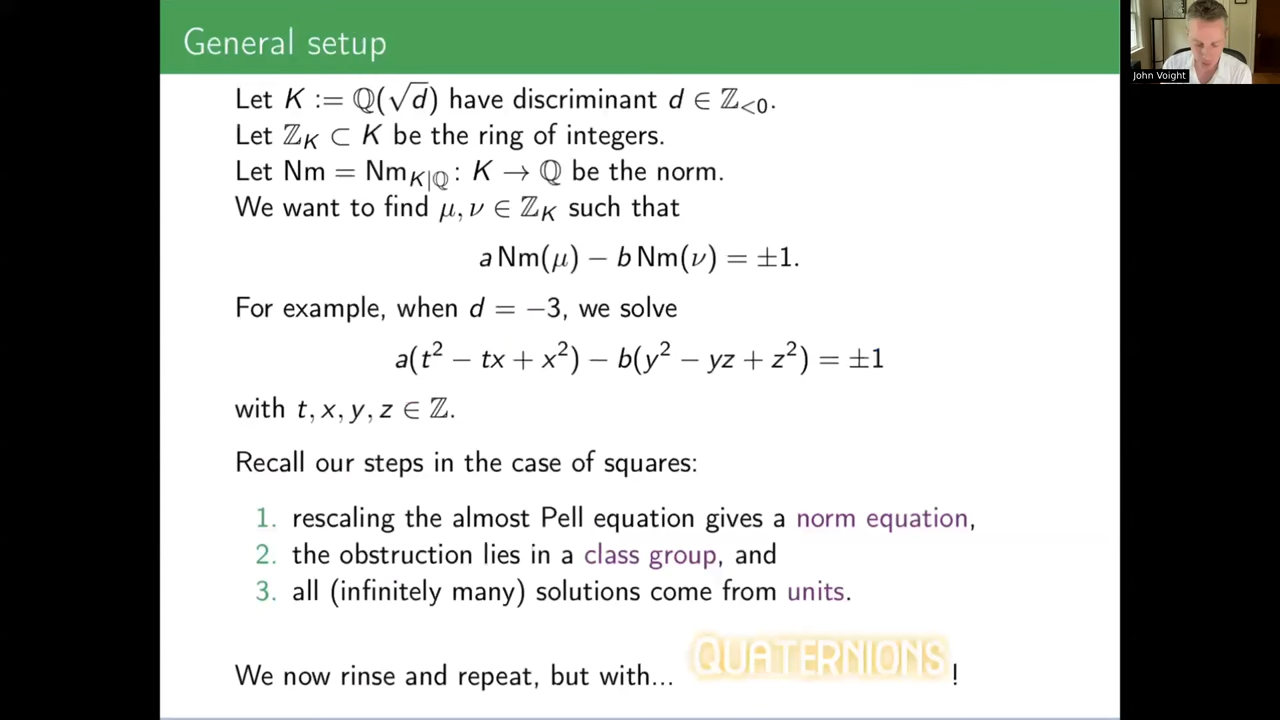 General setup
John Voight
Let K := ℚ(√d) have discriminant d ∈ ℤ<0.
Let ℤ_K ⊂ K be the ring of integers.
Let Nm = Nm_{K|ℚ} : K → ℚ be the norm.
We want to find μ, ν ∈ ℤ_K such that
a Nm(μ) − b Nm(ν) = ±1.
For example, when d = −3, we solve
a(t² − tx + x²) − b(y² − yz + z²) = ±1
with t, x, y, z ∈ ℤ.
Recall our steps in the case of squares:
1. rescaling the almost Pell equation gives a norm equation,
2. the obstruction lies in a class group, and
3. all (infinitely many) solutions come from units.
We now rinse and repeat, but with... QUATERNIONS !